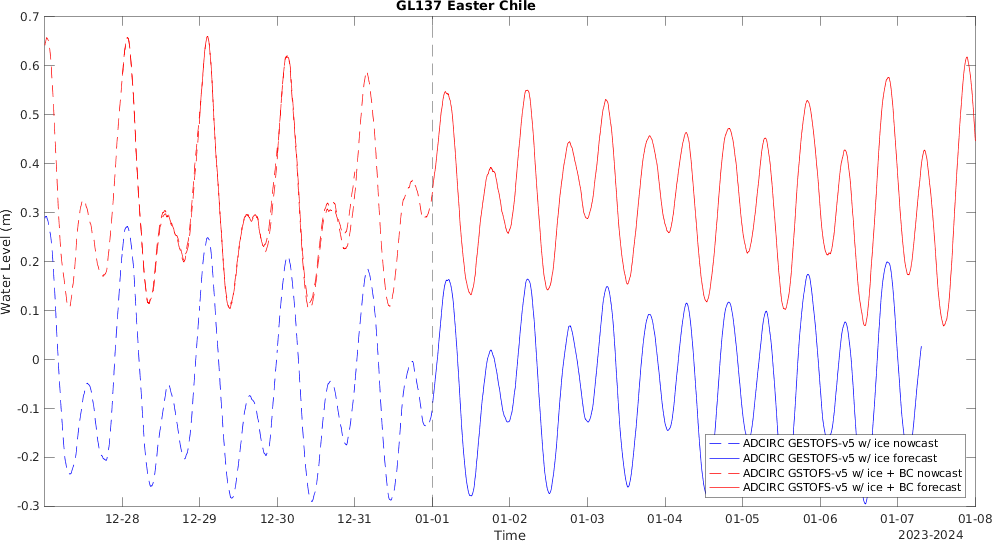 GL137 Easter Chile
0.7
0.6
0.5
0.4
0.3
0.2
0.1
0
-0.1
-0.2
-0.3
Water Level (m)
ADCIRC GESTOFS-v5 w/ ice nowcast
ADCIRC GESTOFS-v5 w/ ice forecast
ADCIRC GSTOFS-v5 w/ ice + BC nowcast
ADCIRC GSTOFS-v5 w/ ice + BC forecast
12-28 12-29 12-30 12-31 01-01 01-02 01-03 01-04 01-05 01-06 01-07 01-08
Time
2023-2024